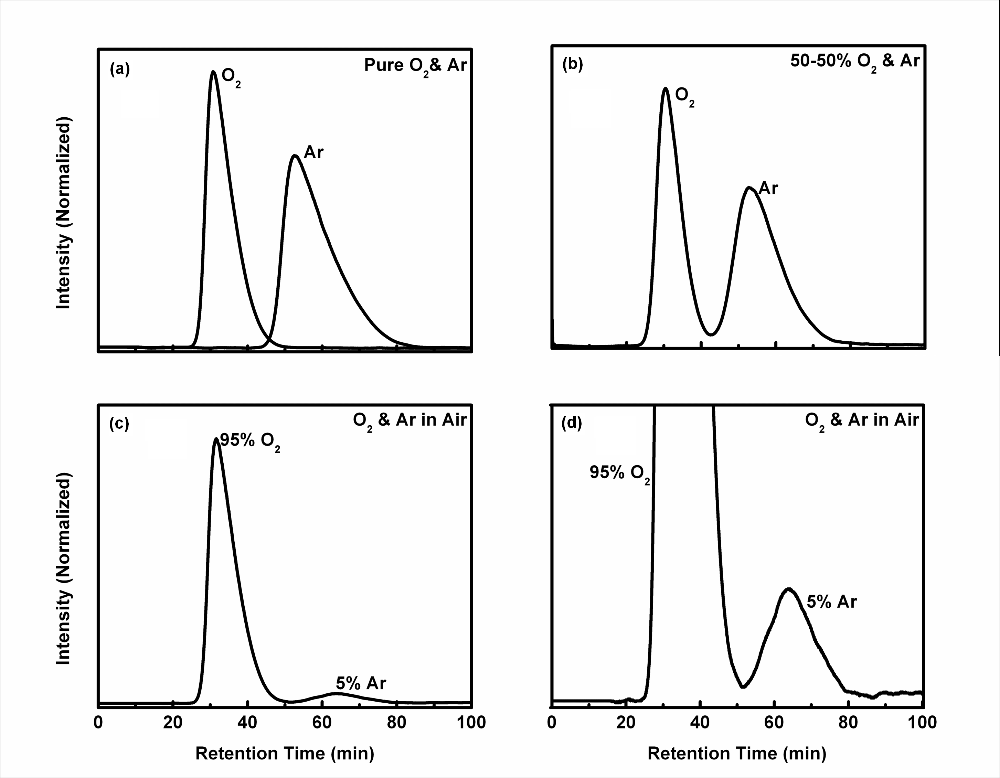 (a)
Pure O₂& Ar
O₂
Ar
Intensity (Normalized)
(b)
50-50% O₂ & Ar
O₂
Ar
(c)
O₂ & Ar in Air
95% O₂
5% Ar
Intensity (Normalized)
0 20 40 60 80 100
Retention Time (min)
(d)
O₂ & Ar in Air
95% O₂
5% Ar
0 20 40 60 80 100
Retention Time (min)